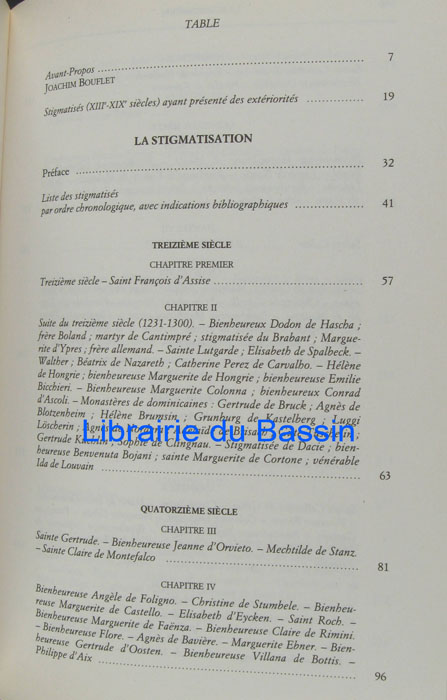 TABLE
Avant-Propos 7
JOACHIM BOUFLET
Stigmatisés (XIIIe-XIXe siècles) ayant présenté des extériorités 19
LA STIGMATISATION
Préface 32
Liste des stigmatisés
par ordre chronologique, avec indications bibliographiques 41
TREIZIÈME SIÈCLE
CHAPITRE PREMIER
Treizième siècle – Saint François d'Assise 57
CHAPITRE II
Suite du treizième siècle (1231-1300). – Bienheureux Dodon de Hascha ;
frère Boland ; martyr de Cantimpré ; stigmatisée du Brabant ; Margue-
rite d'Ypres ; frère allemand. – Sainte Lutgarde ; Elisabeth de Spalbeck. –
Walther ; Béatrix de Nazareth ; Catherine Perez de Carvalho. – Hélène
de Hongrie ; bienheureuse Marguerite de Hongrie ; bienheureuse Emilie
Bicchieri. – Bienheureuse Marguerite Colonna ; bienheureux Conrad
d'Ascoli. – Monastères de dominicaines : Gertrude de Bruck ; Agnès de
Blotzenheim ; Hélène Brumsin ; Grunburg de Kastelberg ; Luggi
Löscherin ;
Librairie du Bassin
Gertrude Sophie de Clingnau. – Stigmatisée de Dacie ; bien-
heureuse Benvenuta Bojani ; sainte Marguerite de Cortone ; vénérable
Ida de Louvain 63
QUATORZIÈME SIÈCLE
CHAPITRE III
Sainte Gertrude. – Bienheureuse Jeanne d'Orvieto. – Mechtilde de Stanz.
– Sainte Claire de Montefalco 81
CHAPITRE IV
Bienheureuse Angèle de Foligno. – Christine de Stumbele. – Bienheu-
reuse Marguerite de Castello. – Elisabeth d'Eycken. – Saint Roch. –
Bienheureuse Marguerite de Faënza. – Bienheureuse Claire de Rimini.
– Bienheureuse Flore. – Agnès de Bavière. – Marguerite Ebner. – Bien-
heureuse Gertrude d'Oosten. – Bienheureuse Villana de Bottis. –
Philippe d'Aix 96